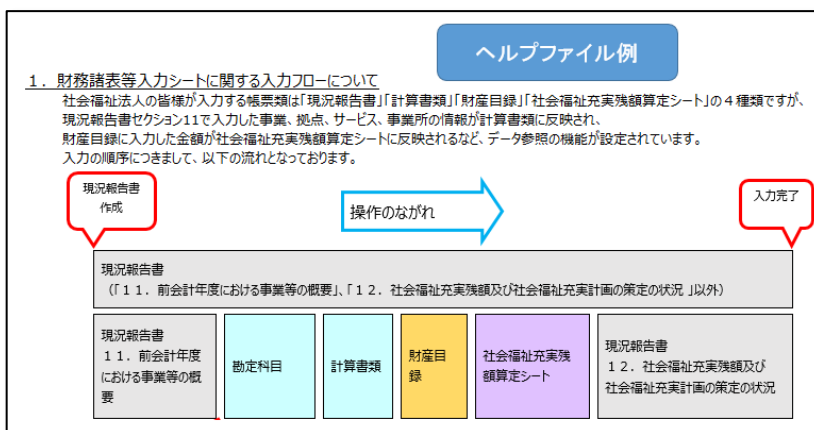 ヘルプファイル例
１．財務諸表等入力シートに関する入力フローについて
社会福祉法人の皆様が入力する帳票類は「現況報告書」「計算書類」「財産目録」「社会福祉充実残額算定シート」の４種類ですが、
現況報告書セクション11で入力した事業、拠点、サービス、事業所の情報が計算書類に反映され、
財産目録に入力した金額が社会福祉充実残額算定シートに反映されるなど、データ参照の機能が設定されています。
入力の順序につきまして、以下の流れとなっております。
現況報告書
作成
操作のながれ
入力完了
現況報告書
（「１１．前会計年度における事業等の概要」、「１２．社会福祉充実残額及び社会福祉充実計画の策定の状況」以外）
現況報告書
１１．前会計年度
における事業等の概
要
勘定科目
計算書類
財産目
録
社会福祉充実残
額算定シート
現況報告書
１２．社会福祉充実残額及び
社会福祉充実計画の策定の状況